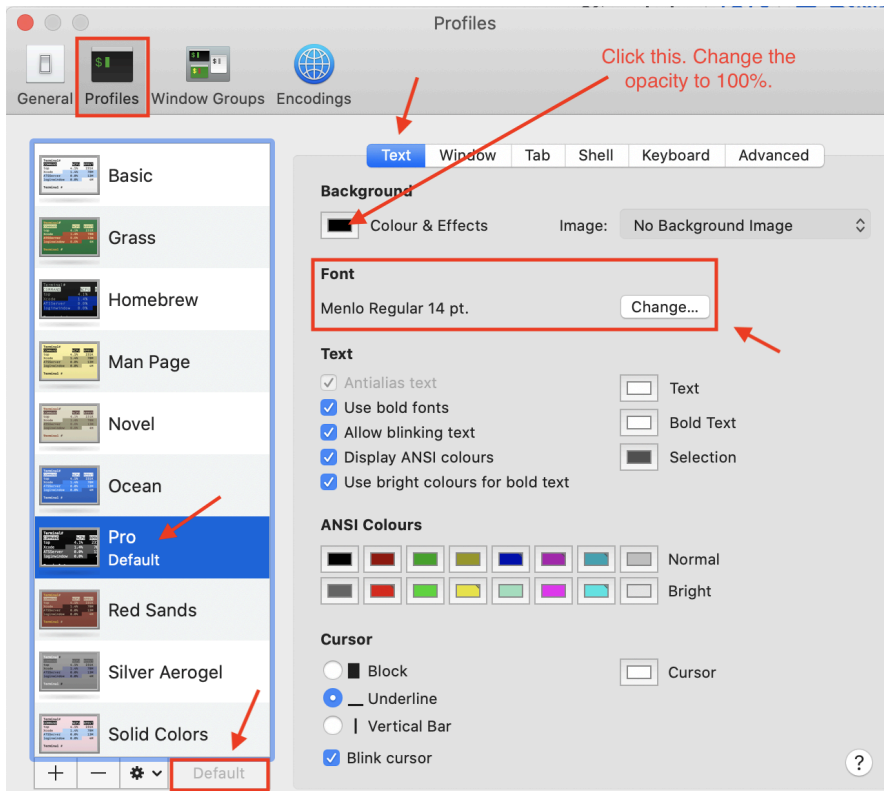 Profiles
General
Profiles
Window Groups
Encodings
Click this. Change the
opacity to 100%.
Basic
Grass
Homebrew
Man Page
Novel
Ocean
Pro
Default
Red Sands
Silver Aerogel
Solid Colors
+ − Default
Text Window Tab Shell Keyboard Advanced
Background
Colour & Effects Image: No Background Image
Font
Menlo Regular 14 pt. Change...
Text
Antialias text
Use bold fonts
Allow blinking text
Display ANSI colours
Use bright colours for bold text
Text
Bold Text
Selection
ANSI Colours
Normal
Bright
Cursor
Block
Underline
Vertical Bar
Blink cursor
Cursor
?